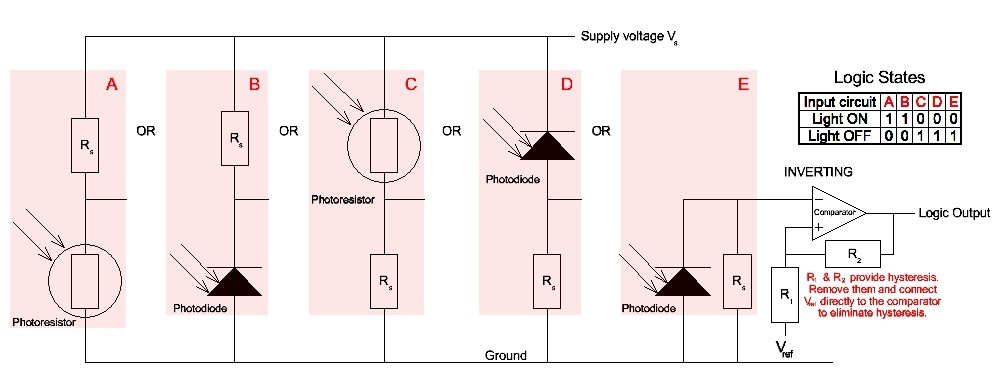 Supply voltage Vs
A
B
C
D
E
Rs
OR
Rs
OR
OR
OR
Photoresistor
Photodiode
Photoresistor
Photodiode
Rs
Rs
Photodiode
Rs
Logic States
Input circuit A B C D E
Light ON 1 1 0 0 0
Light OFF 0 0 1 1 1
INVERTING
−
Comparator
+
Logic Output
R2
R1
R1 & R2 provide hysteresis.
Remove them and connect
Vref directly to the comparator
to eliminate hysteresis.
Vref
Ground